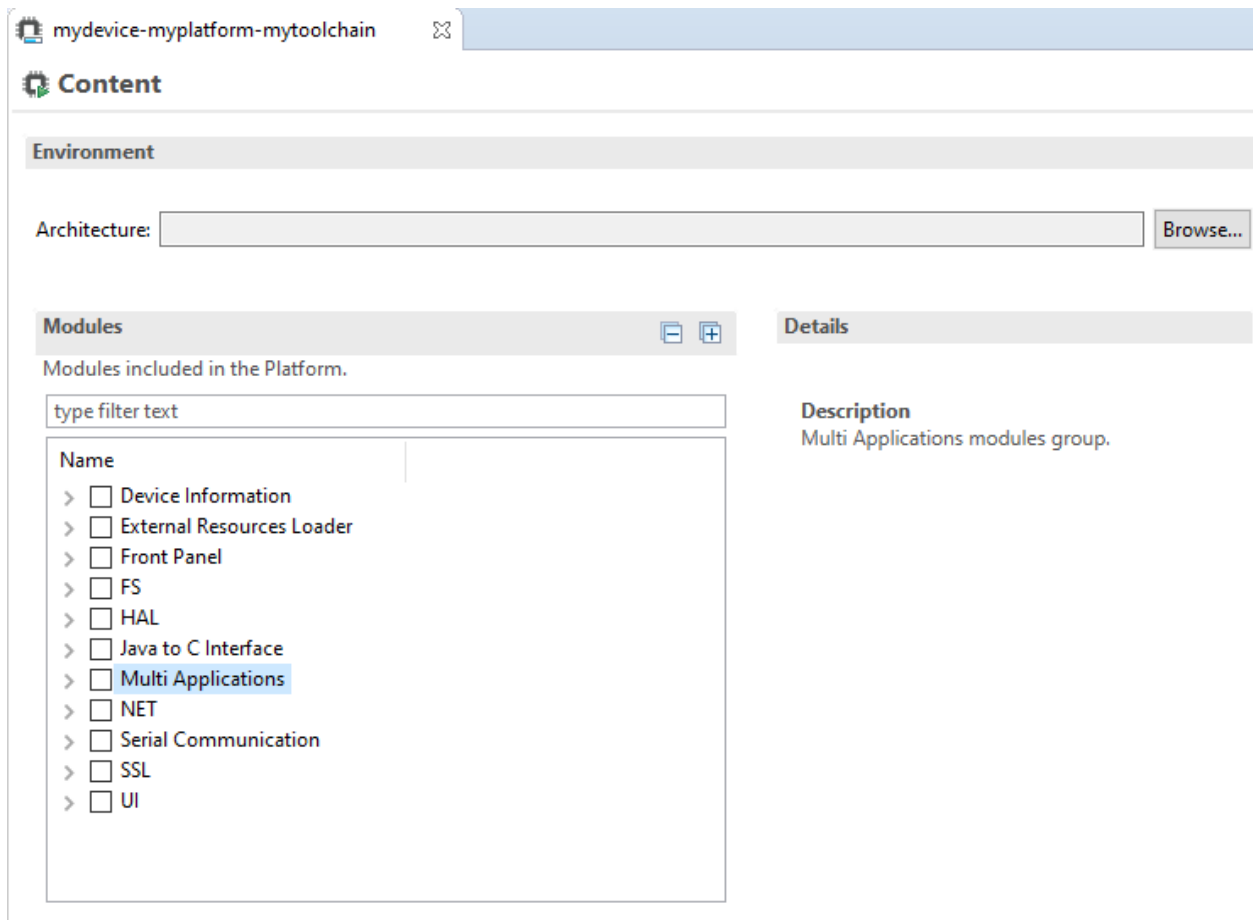 mydevice-myplatform-mytoolchain
Content
Environment
Architecture:
Browse...
Modules
Modules included in the Platform.
type filter text
Name
Device Information
External Resources Loader
Front Panel
FS
HAL
Java to C Interface
Multi Applications
NET
Serial Communication
SSL
UI
Details
Description
Multi Applications modules group.